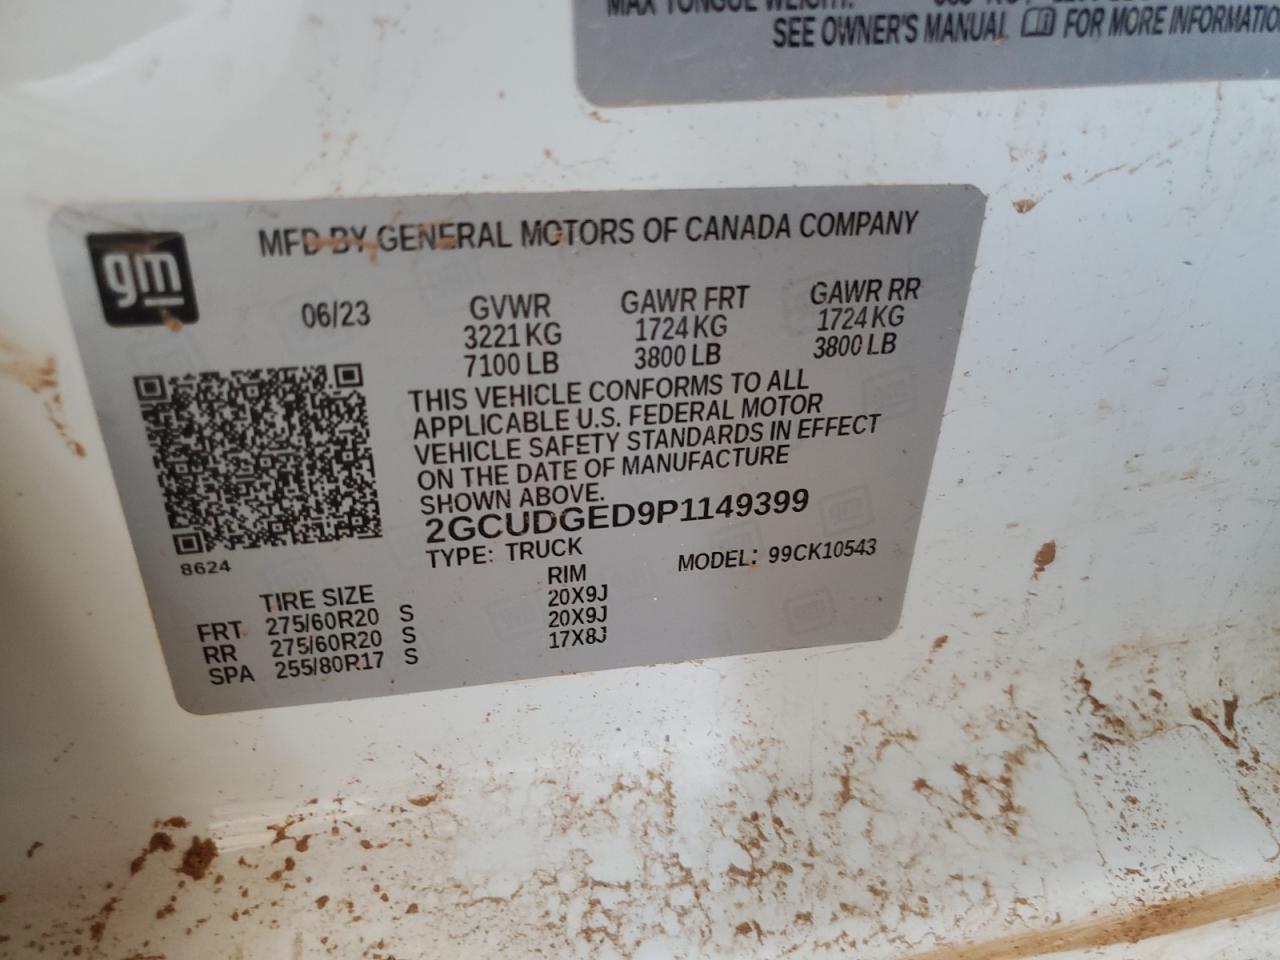 SEE OWNER'S MANUAL FOR MORE INFORMATIO
gm
MFD BY GENERAL MOTORS OF CANADA COMPANY
06/23 GVWR GAWR FRT GAWR RR
3221 KG 1724 KG 1724 KG
7100 LB 3800 LB 3800 LB
THIS VEHICLE CONFORMS TO ALL
APPLICABLE U.S. FEDERAL MOTOR
VEHICLE SAFETY STANDARDS IN EFFECT
ON THE DATE OF MANUFACTURE
SHOWN ABOVE.
2GCUDGED9P1149399
8624
TYPE: TRUCK MODEL: 99CK10543
TIRE SIZE RIM
FRT 275/60R20 S 20X9J
RR 275/60R20 S 20X9J
SPA 255/80R17 S 17X8J